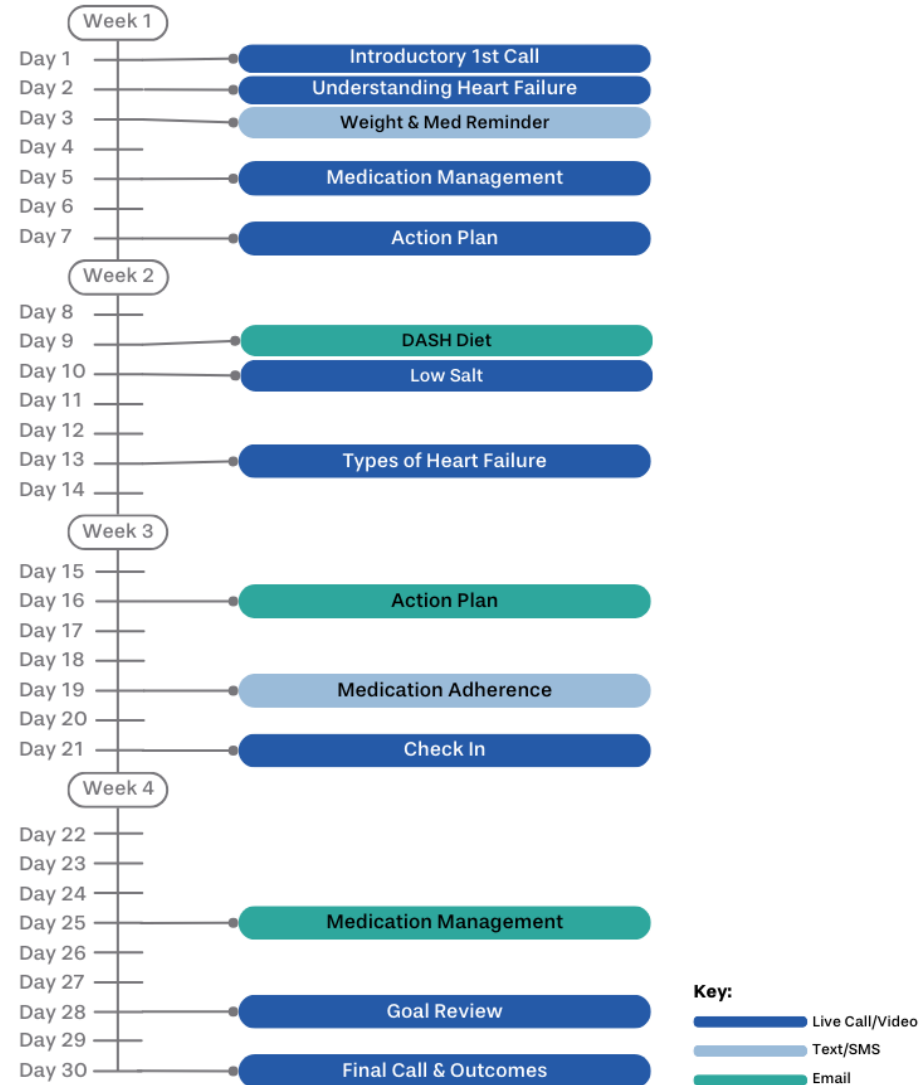 Week 1
Day 1
Introductory 1st Call
Day 2
Understanding Heart Failure
Day 3
Weight & Med Reminder
Day 4
Day 5
Medication Management
Day 6
Day 7
Action Plan
Week 2
Day 8
Day 9
DASH Diet
Day 10
Low Salt
Day 11
Day 12
Day 13
Types of Heart Failure
Day 14
Week 3
Day 15
Day 16
Action Plan
Day 17
Day 18
Day 19
Medication Adherence
Day 20
Day 21
Check In
Week 4
Day 22
Day 23
Day 24
Day 25
Medication Management
Day 26
Day 27
Day 28
Goal Review
Day 29
Day 30
Final Call & Outcomes
Key:
Live Call/Video
Text/SMS
Email